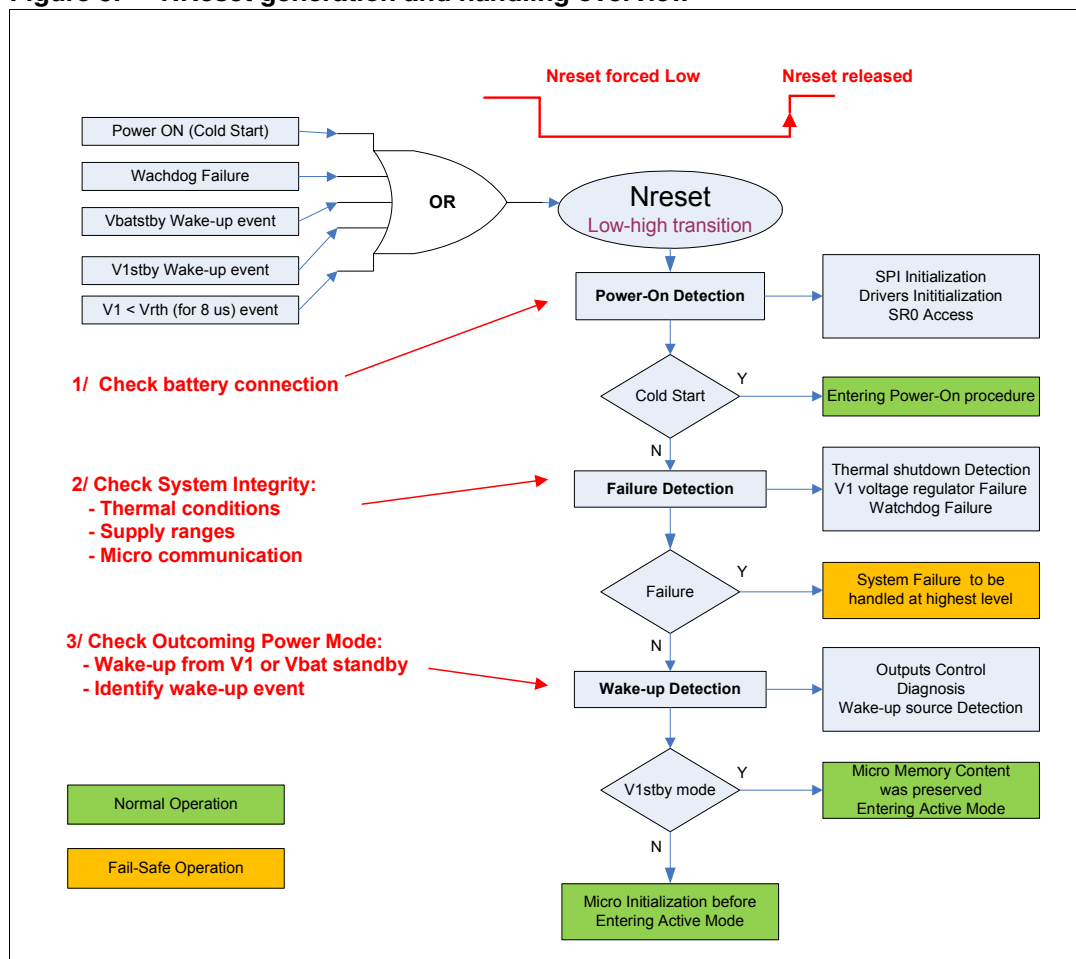 Nreset forced Low
Nreset released
Power ON (Cold Start)
Wachdog Failure
Vbatstby Wake-up event
V1stby Wake-up event
V1 < Vrth (for 8 us) event
OR
Nreset
Low-high transition
Power-On Detection
SPI Initialization
Drivers Inititialization
SR0 Access
1/ Check battery connection
Cold Start
Y
Entering Power-On procedure
N
2/ Check System Integrity:
- Thermal conditions
- Supply ranges
- Micro communication
Failure Detection
Thermal shutdown Detection
V1 voltage regulator Failure
Watchdog Failure
Failure
Y
System Failure to be
handled at highest level
N
3/ Check Outcoming Power Mode:
- Wake-up from V1 or Vbat standby
- Identify wake-up event
Wake-up Detection
Outputs Control
Diagnosis
Wake-up source Detection
V1stby mode
Y
Micro Memory Content
was preserved
Entering Active Mode
N
Normal Operation
Fail-Safe Operation
Micro Initialization before
Entering Active Mode